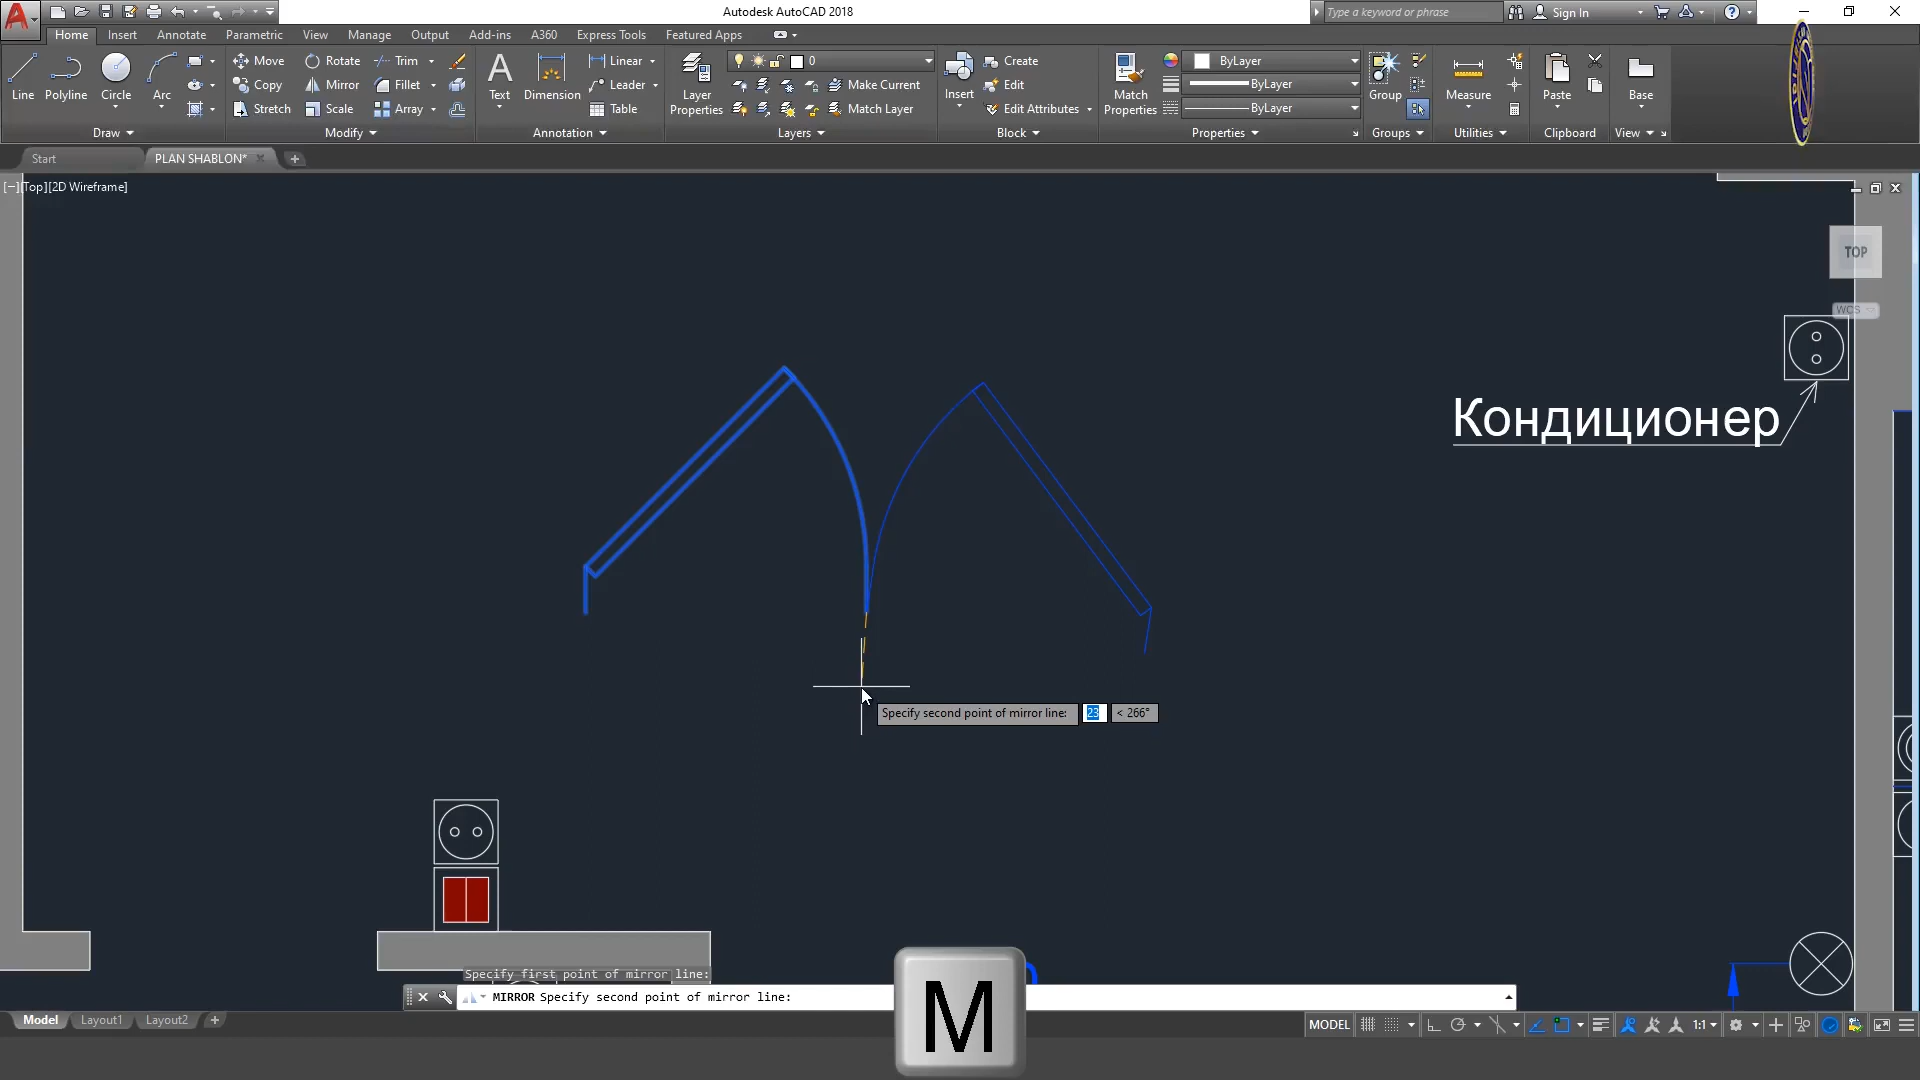 Autodesk AutoCAD 2018
Type a keyword or phrase
Sign In
Home Insert Annotate Parametric View Manage Output Add-ins A360 Express Tools Featured Apps
Line Polyline Circle Arc
Draw
Move Rotate Trim
Copy Mirror Fillet
Stretch Scale Array
Modify
Text Dimension
Linear
Leader
Table
Annotation
Layer Properties
0
Make Current
Match Layer
Layers
Insert
Create
Edit
Edit Attributes
Block
Match Properties
ByLayer
ByLayer
ByLayer
Properties
Group
Groups
Measure
Utilities
Paste
Clipboard
Base
View
Start PLAN SHABLON*
[−][Top][2D Wireframe]
TOP
WCS
Кондиционер
Specify second point of mirror line: 23 < 266°
Specify first point of mirror line:
MIRROR Specify second point of mirror line:
M
Model Layout1 Layout2 +
MODEL 1:1